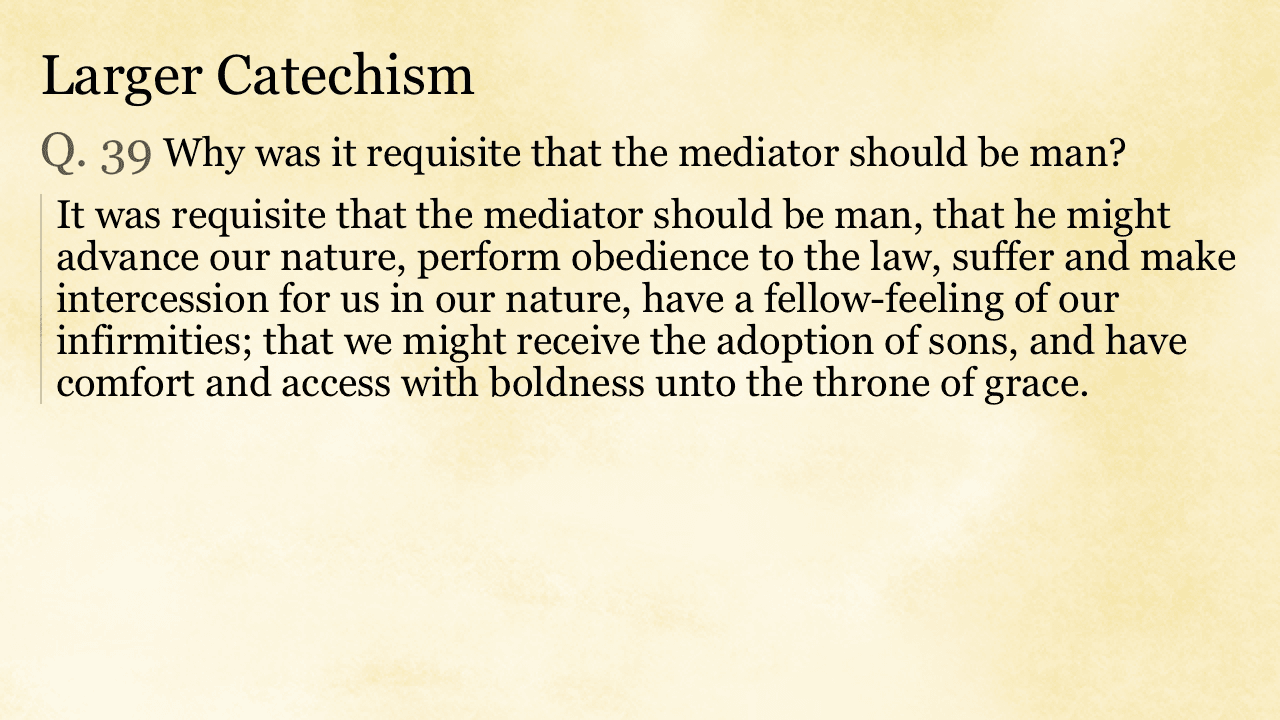 Larger Catechism
Q. 39 Why was it requisite that the mediator should be man?
It was requisite that the mediator should be man, that he might
advance our nature, perform obedience to the law, suffer and make
intercession for us in our nature, have a fellow-feeling of our
infirmities; that we might receive the adoption of sons, and have
comfort and access with boldness unto the throne of grace.